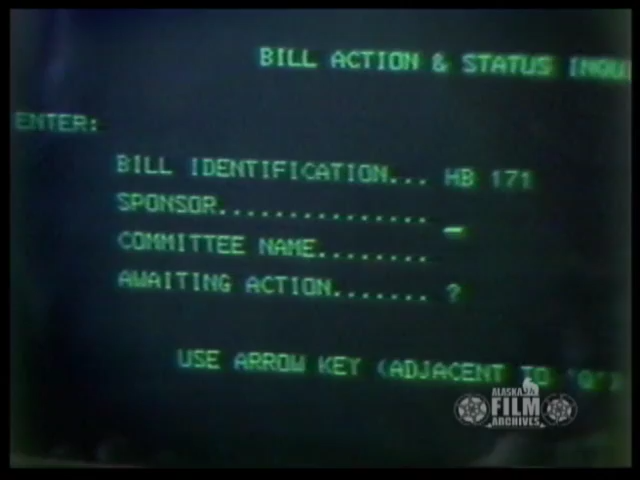 BILL ACTION & STATUS
ENTER:
BILL IDENTIFICATION... HB 171
SPONSOR...............
COMMITTEE NAME........
AWAITING ACTION....... ?
USE ARROW KEY (ADJACENT TO 'Q')
ALASKA
FILM
ARCHIVES